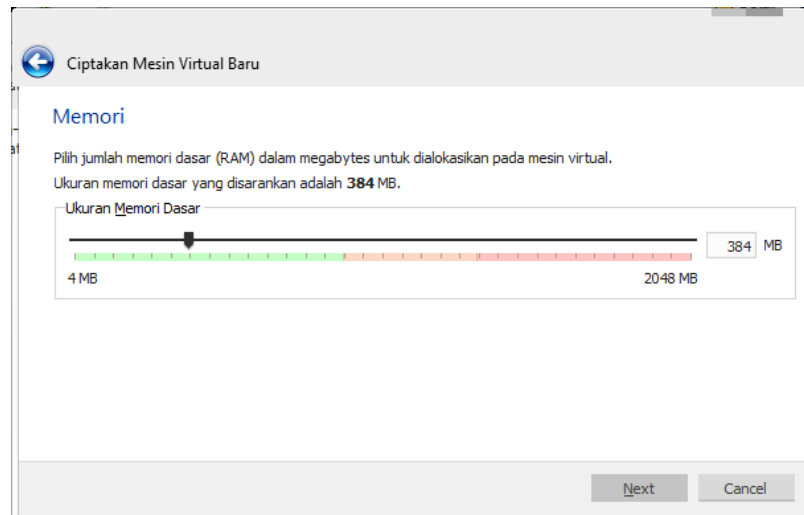 Ciptakan Mesin Virtual Baru
Memori
Pilih jumlah memori dasar (RAM) dalam megabytes untuk dialokasikan pada mesin virtual.
Ukuran memori dasar yang disarankan adalah 384 MB.
Ukuran Memori Dasar
384 MB
4 MB 2048 MB
Next Cancel